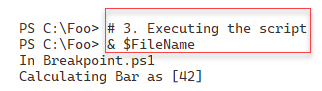 PS C:\Foo> # 3. Executing the script
PS C:\Foo> & $FileName
In Breakpoint.ps1
Calculating Bar as [42]